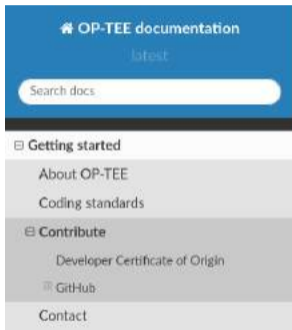 OP-TEE documentation
latest
Search docs
Getting started
About OP-TEE
Coding standards
Contribute
Developer Certificate of Origin
GitHub
Contact